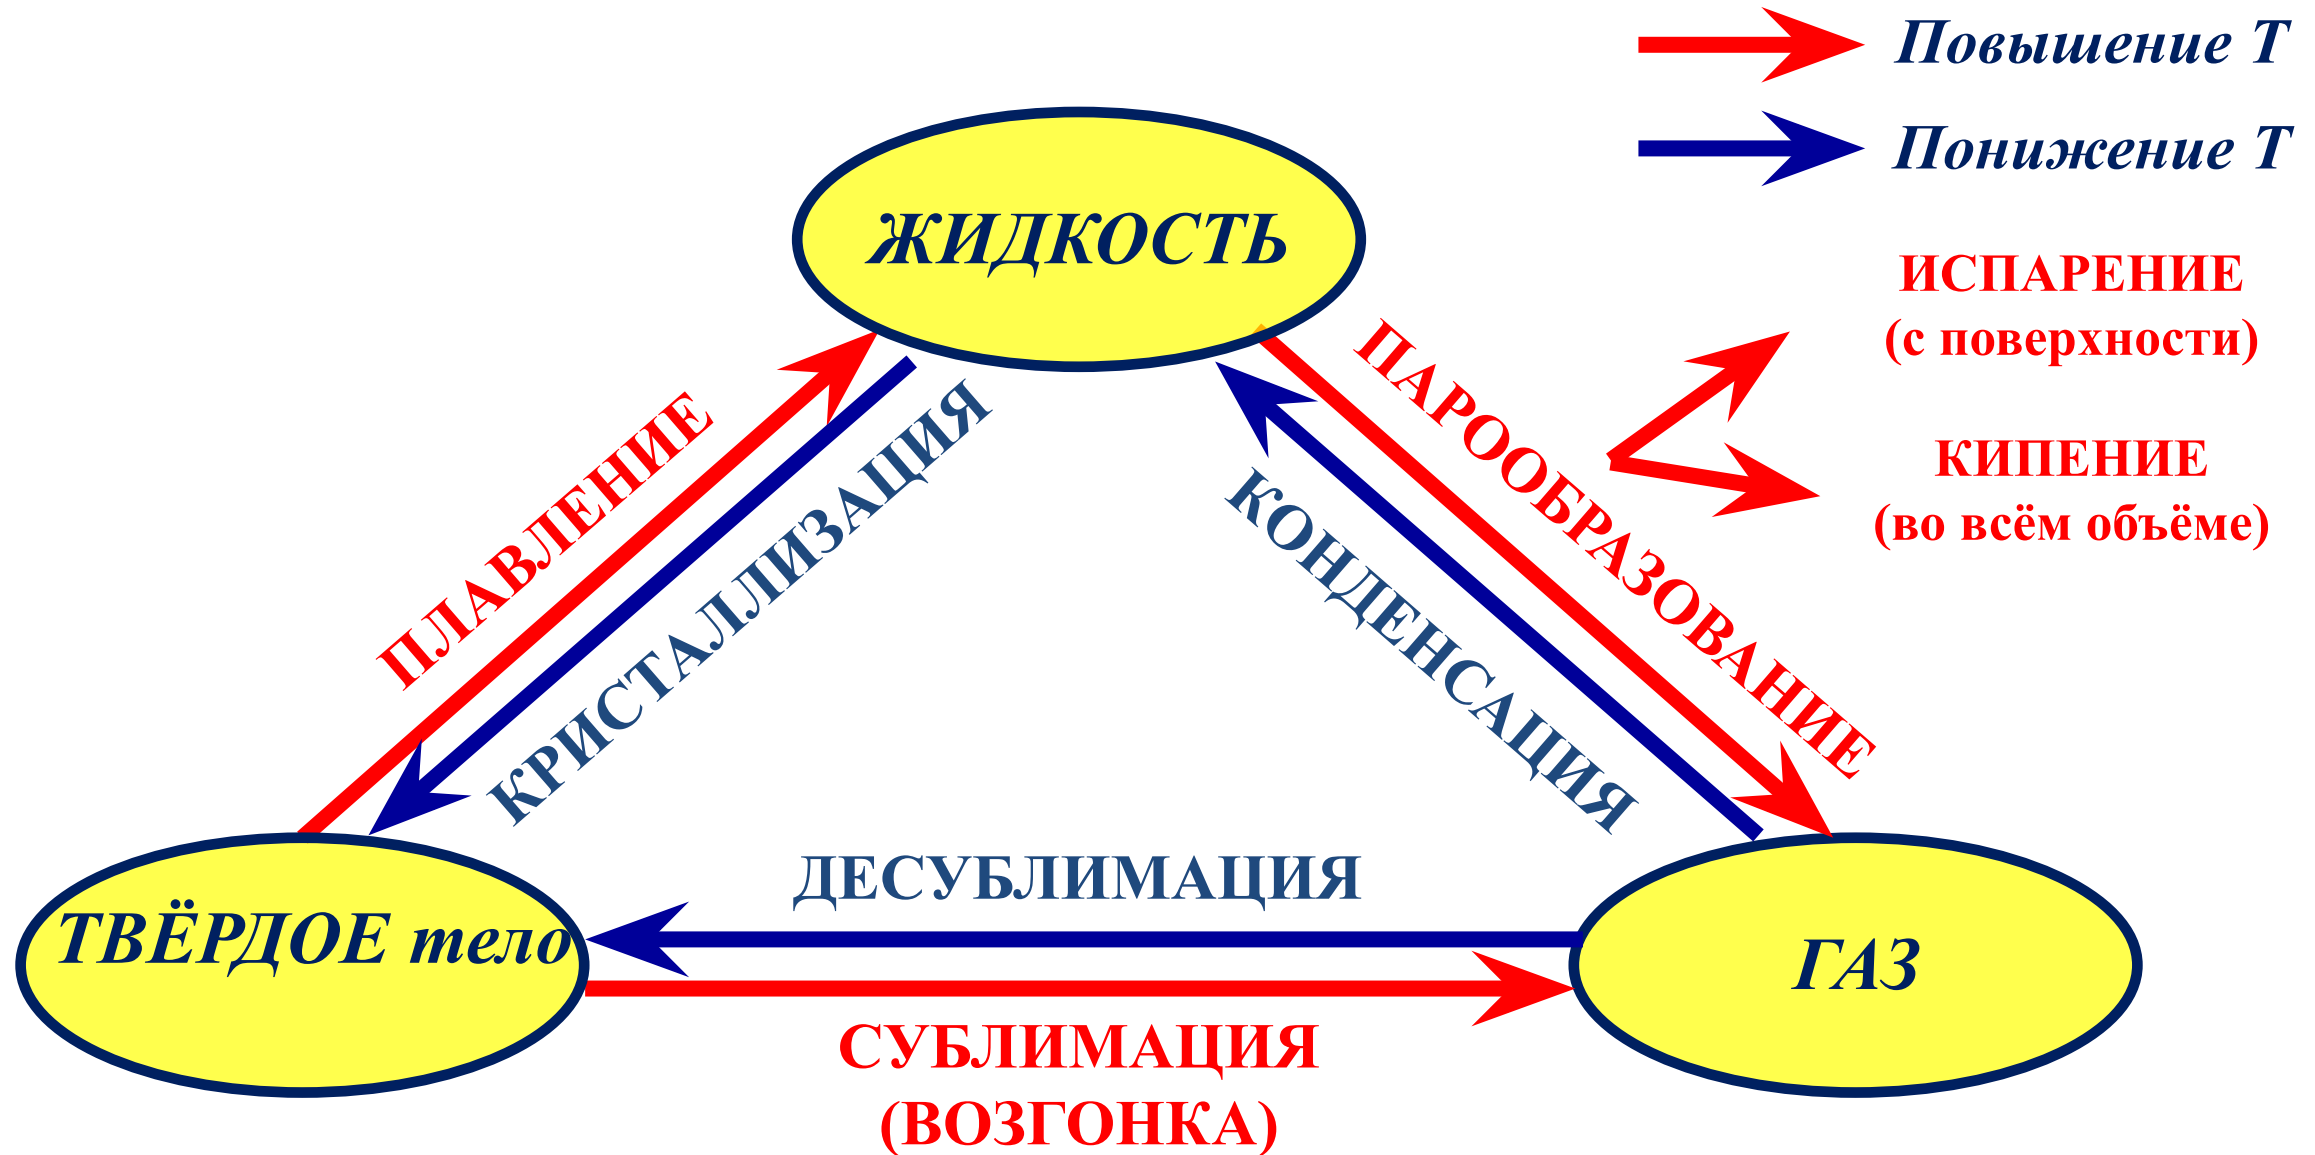 Повышение Т
Понижение Т
ЖИДКОСТЬ
ИСПАРЕНИЕ
(с поверхности)
КИПЕНИЕ
(во всём объёме)
ПЛАВЛЕНИЕ
КРИСТАЛЛИЗАЦИЯ
КОНДЕНСАЦИЯ
ПАРООБРАЗОВАНИЕ
ДЕСУБЛИМАЦИЯ
ТВЁРДОЕ тело
ГАЗ
СУБЛИМАЦИЯ
(ВОЗГОНКА)